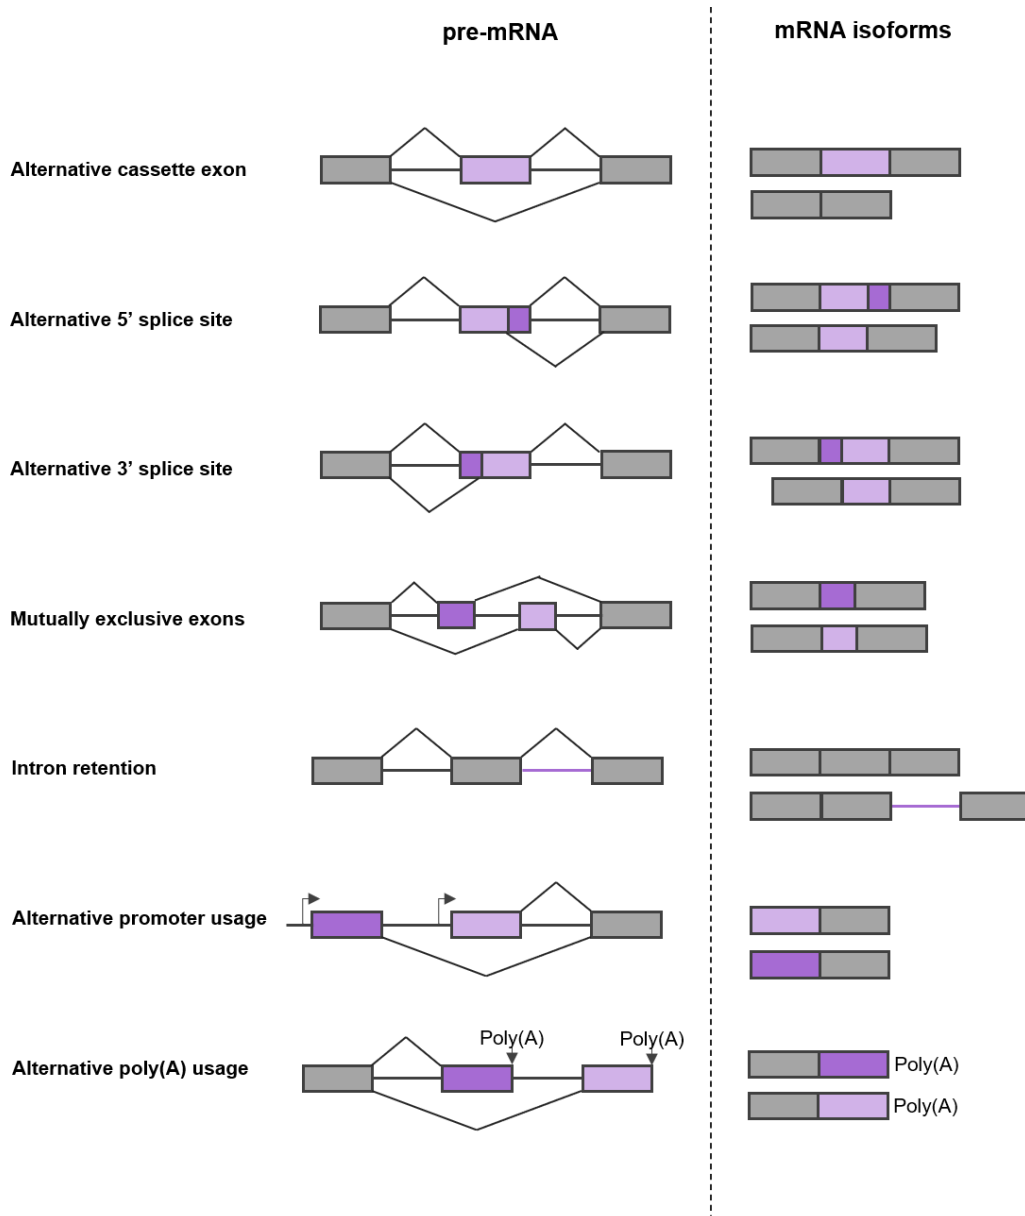 pre-mRNA
mRNA isoforms
Alternative cassette exon
Alternative 5’ splice site
Alternative 3’ splice site
Mutually exclusive exons
Intron retention
Alternative promoter usage
Alternative poly(A) usage
Poly(A)
Poly(A)
Poly(A)
Poly(A)